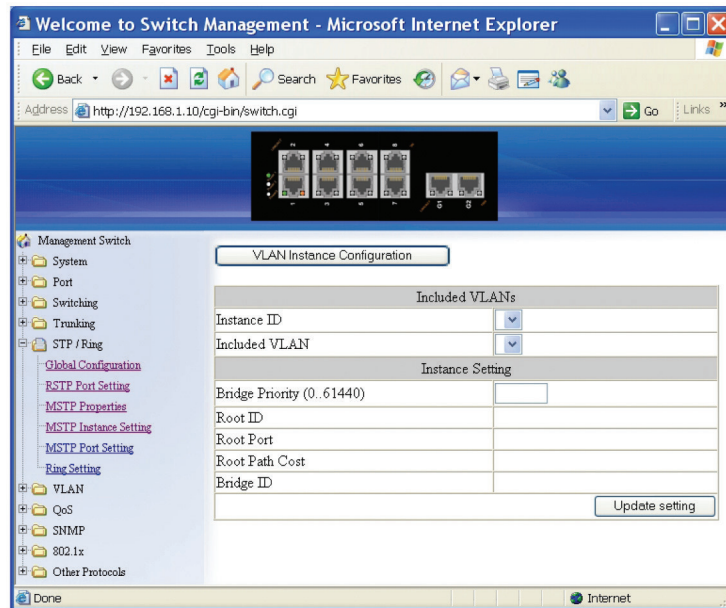 Welcome to Switch Management - Microsoft Internet Explorer
File Edit View Favorites Tools Help
Back Search Favorites
Address http://192.168.1.10/cgi-bin/switch.cgi Go Links »
Management Switch
System
Port
Switching
Trunking
STP / Ring
Global Configuration
RSTP Port Setting
MSTP Properties
MSTP Instance Setting
MSTP Port Setting
Ring Setting
VLAN
QoS
SNMP
802.1x
Other Protocols
VLAN Instance Configuration
Included VLANs
Instance ID
Included VLAN
Instance Setting
Bridge Priority (0..61440)
Root ID
Root Port
Root Path Cost
Bridge ID
Update setting
Done Internet